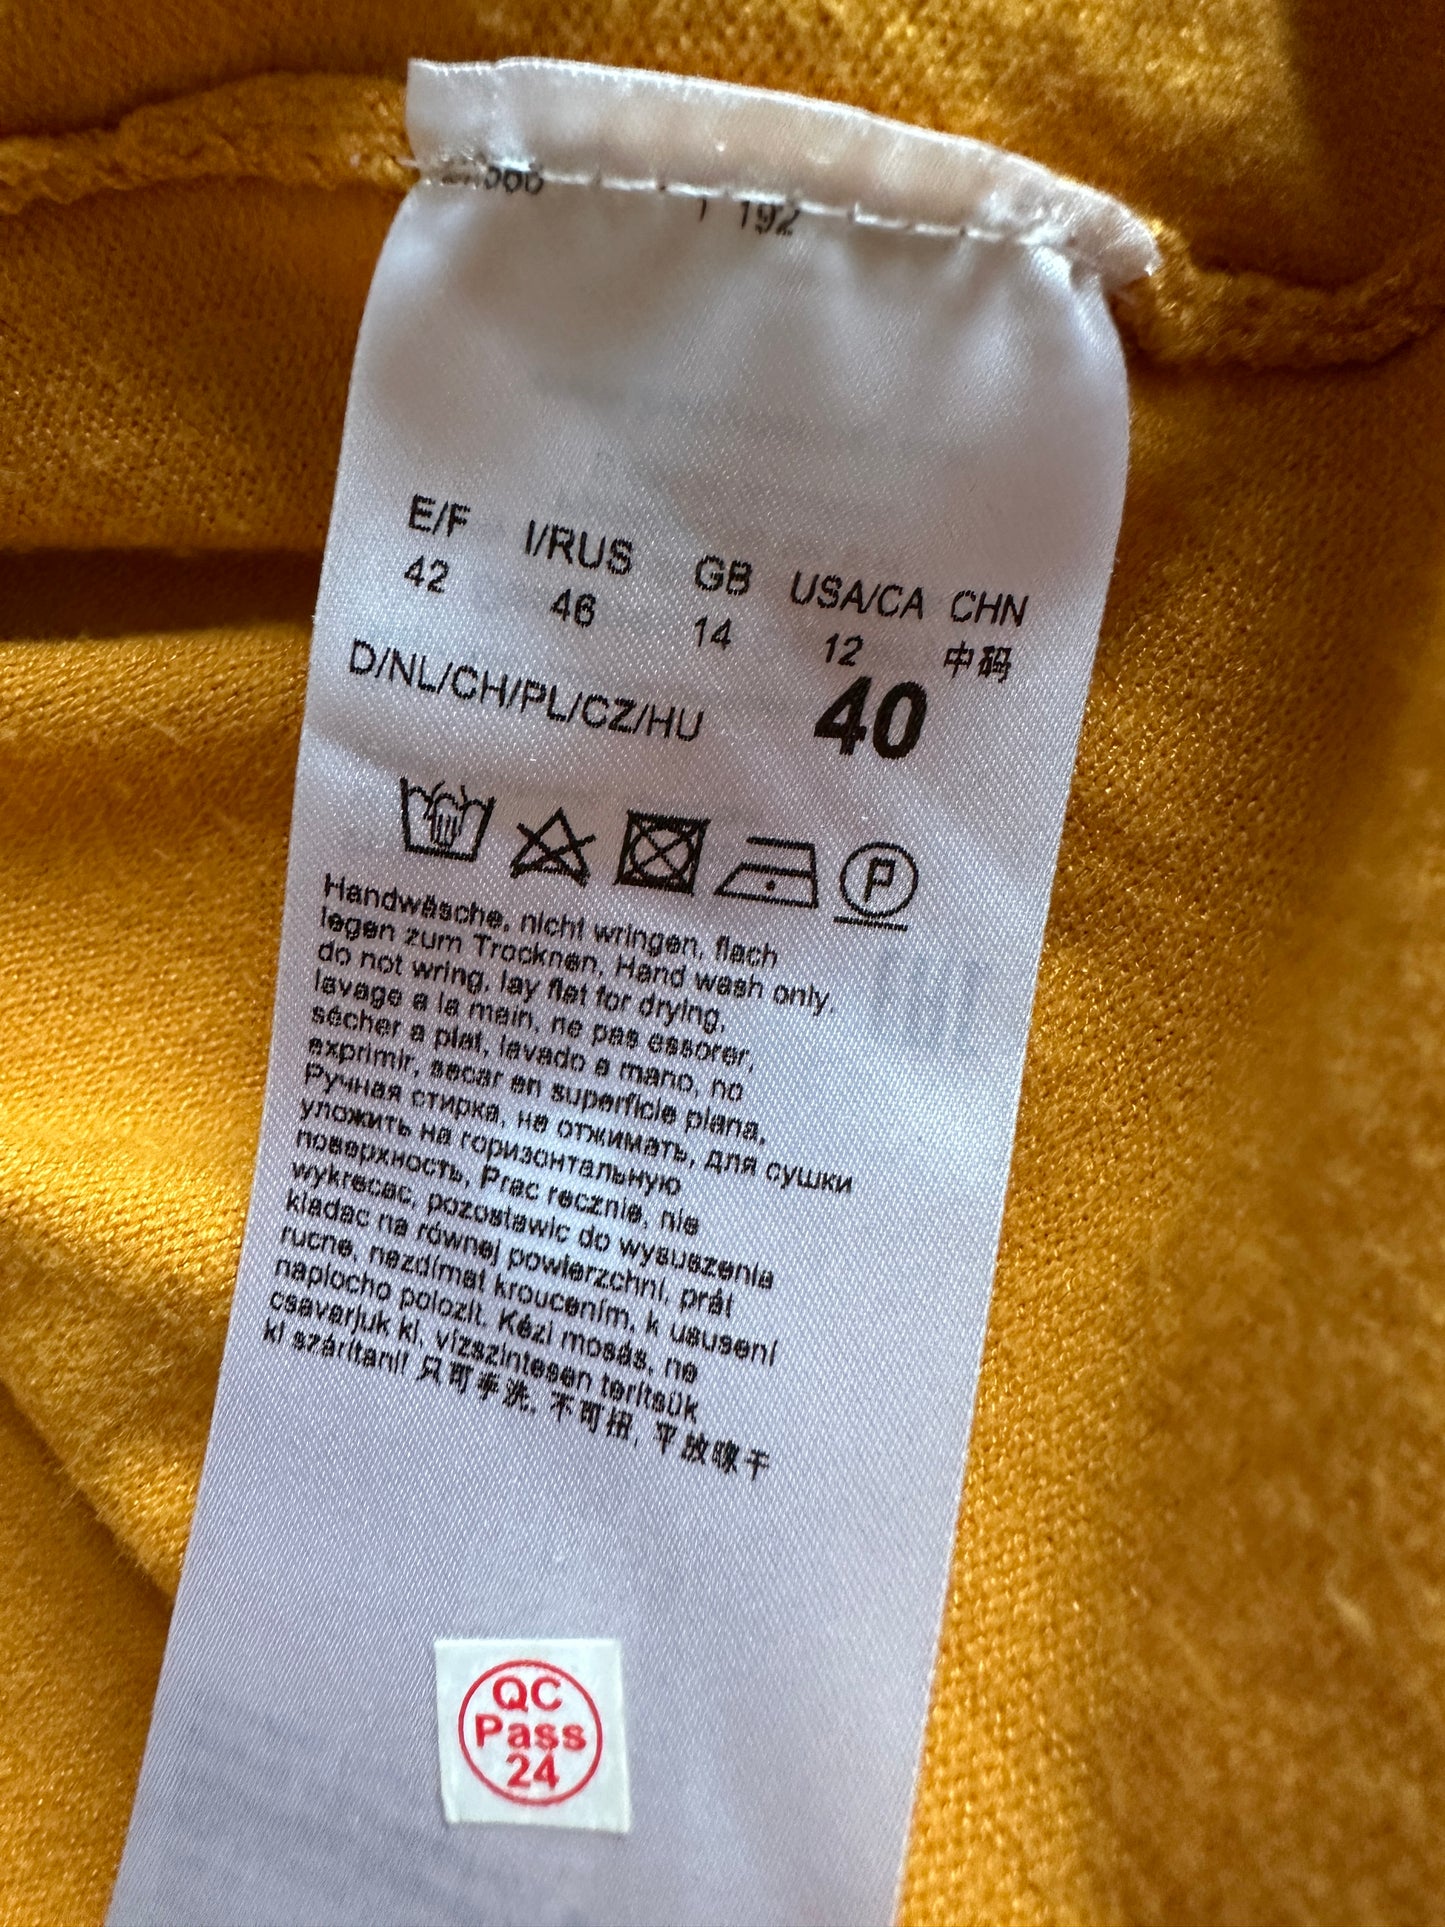 192
E/F I/RUS GB USA/CA CHN
42 46 14 12 中码
D/NL/CH/PL/CZ/HU 40
P
Handwäsche, nicht wringen, flach
legen zum Trocknen, Hand wash only,
do not wring, lay flat for drying,
lavage a la main, ne pas essorer,
sécher a plat, lavado a mano, no
exprimir, secar en superficie plana,
Ручная стирка, не отжимать, для сушки
уложить на горизонтальную
поверхность, Prac recznie, nie
wykrecac, pozostawic do wysuszenia
kladac na równej powierzchni, prát
rucne, nezdímat kroucením, k ususení
naplocho polozit. Kézi mosás, ne
csavarjuk ki, vízszintesen terítsük
ki szárítani! 只可手洗, 不可扭, 平放晾干
QC
Pass
24